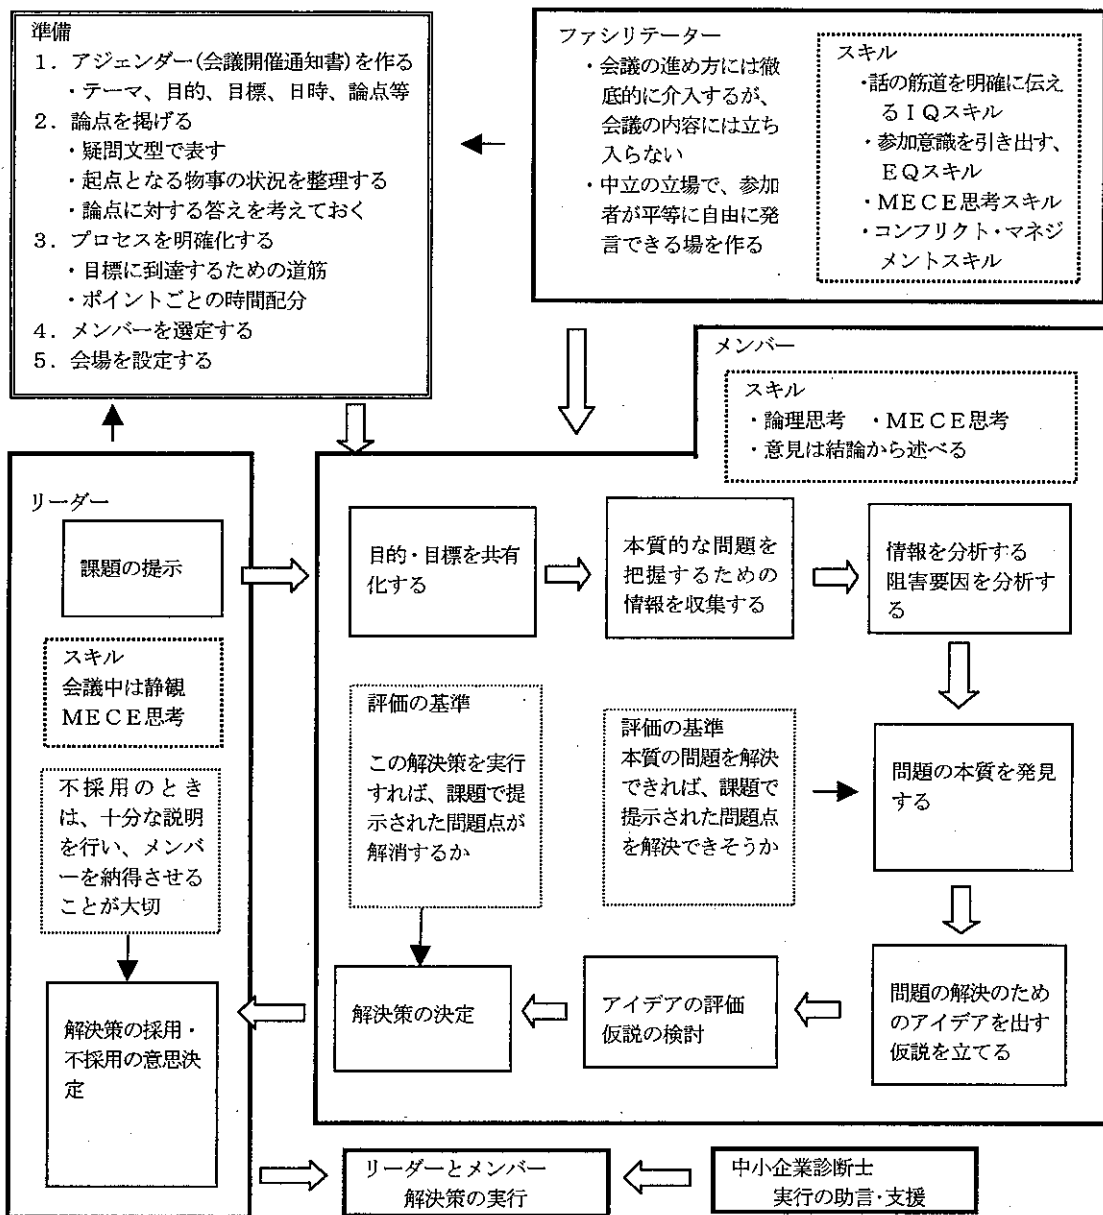 準備
1．アジェンダー(会議開催通知書)を作る
・テーマ、目的、目標、日時、論点等
2．論点を掲げる
・疑問文型で表す
・起点となる物事の状況を整理する
・論点に対する答えを考えておく
3．プロセスを明確化する
・目標に到達するための道筋
・ポイントごとの時間配分
4．メンバーを選定する
5．会場を設定する
ファシリテーター
・会議の進め方には徹
底的に介入するが、
会議の内容には立ち
入らない
・中立の立場で、参加
者が平等に自由に発
言できる場を作る
スキル
・話の筋道を明確に伝え
るＩＱスキル
・参加意識を引き出す、
ＥＱスキル
・ＭＥＣＥ思考スキル
・コンフリクト・マネジ
メントスキル
メンバー
スキル
・論理思考　・ＭＥＣＥ思考
・意見は結論から述べる
リーダー
課題の提示
スキル
会議中は静観
ＭＥＣＥ思考
不採用のとき
は、十分な説明
を行い、メンバ
ーを納得させる
ことが大切
解決策の採用・
不採用の意思決
定
目的・目標を共有
化する
本質的な問題を
把握するための
情報を収集する
情報を分析する
阻害要因を分析す
る
評価の基準
この解決策を実行
すれば、課題で提
示された問題点が
解消するか
評価の基準
本質の問題を解決
できれば、課題で
提示された問題点
を解決できそうか
問題の本質を発見
する
解決策の決定
アイデアの評価
仮説の検討
問題の解決のため
のアイデアを出す
仮説を立てる
リーダーとメンバー
解決策の実行
中小企業診断士
実行の助言・支援